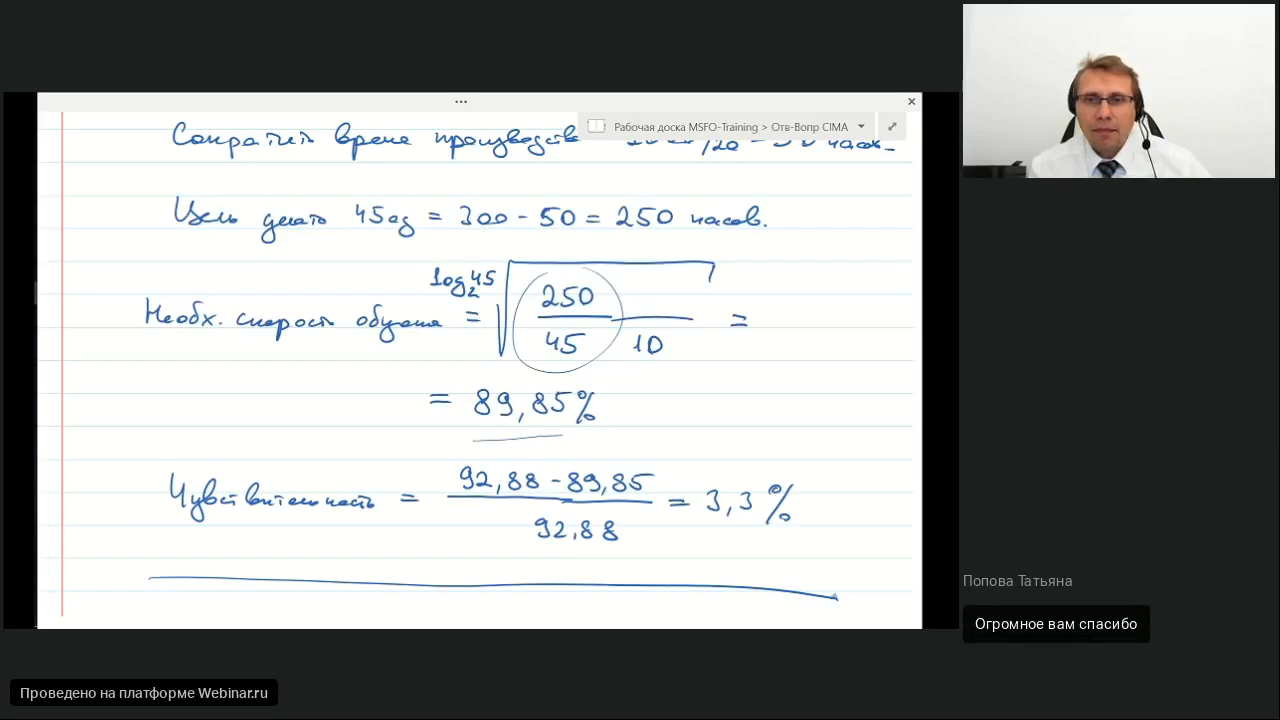 ...
Рабочая доска MSFO-Training > Отв-Вопр CIMA
Сократить время производств
Цель делать 45ед = 300 - 50 = 250 часов.
Необх. скорость обучения = log₂45 √ 250/45 / 10 =
= 89,85%
Чувствительность = 92,88 - 89,85 / 92,88 = 3,3%
Попова Татьяна
Огромное вам спасибо
Проведено на платформе Webinar.ru